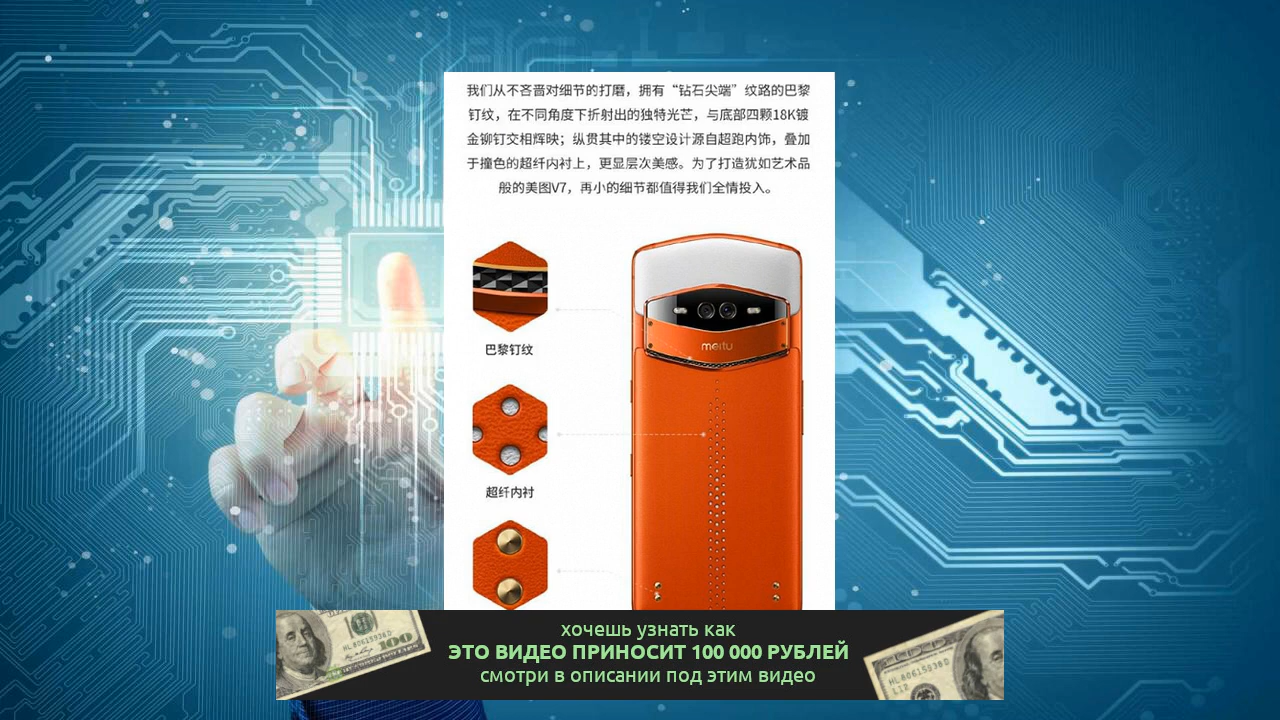 我们从不吝啬对细节的打磨，拥有“钻石尖端”纹路的巴黎
钉纹，在不同角度下折射出的独特光芒，与底部四颗18K镀
金铆钉交相辉映；纵贯其中的镂空设计源自超跑内饰，叠加
于撞色的超纤内衬上，更显层次美感。为了打造犹如艺术品
般的美图V7，再小的细节都值得我们全情投入。
巴黎钉纹
meitu
超纤内衬
хочешь узнать как
ЭТО ВИДЕО ПРИНОСИТ 100 000 РУБЛЕЙ
смотри в описании под этим видео
HL80615936D
100
HL80615936D
L12